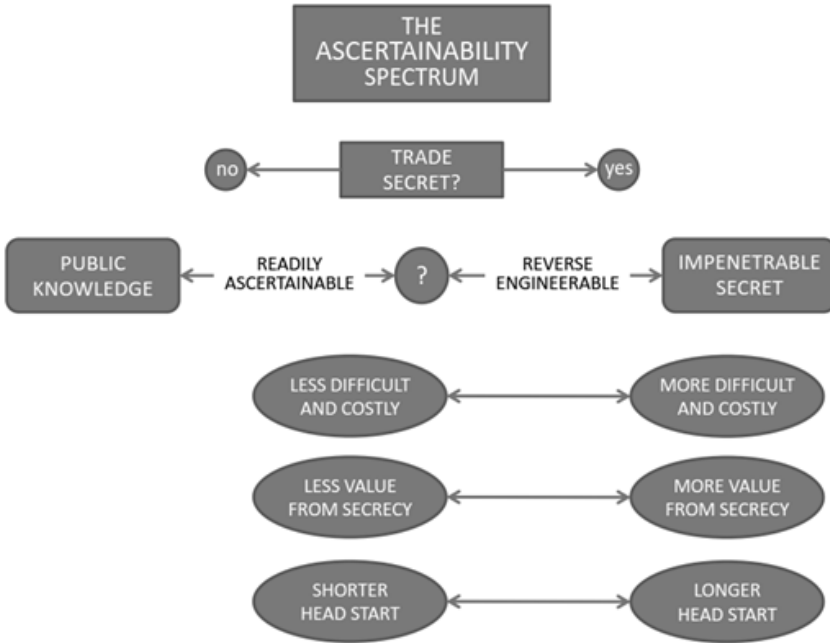 THE
ASCERTAINABILITY
SPECTRUM
no
TRADE
SECRET?
yes
PUBLIC
KNOWLEDGE
READILY
ASCERTAINABLE
?
REVERSE
ENGINEERABLE
IMPENETRABLE
SECRET
LESS DIFFICULT
AND COSTLY
MORE DIFFICULT
AND COSTLY
LESS VALUE
FROM SECRECY
MORE VALUE
FROM SECRECY
SHORTER
HEAD START
LONGER
HEAD START